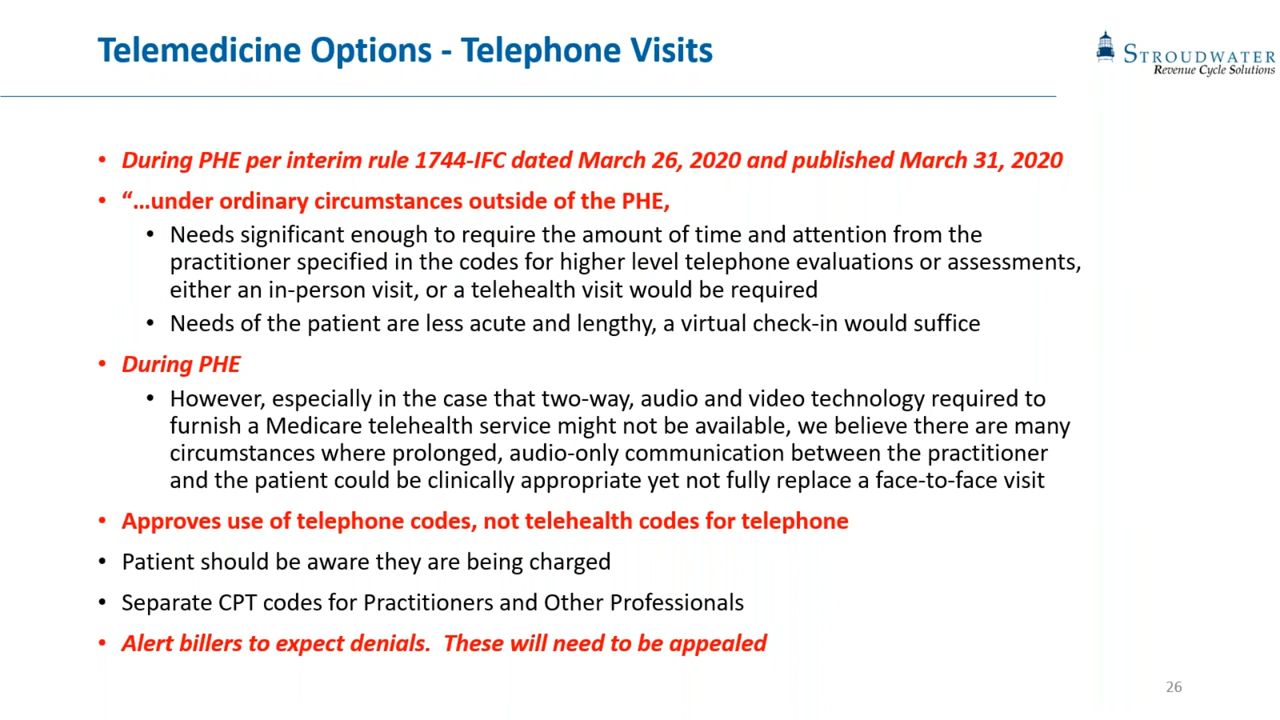 Telemedicine Options - Telephone Visits
STROUDWATER
Revenue Cycle Solutions
• During PHE per interim rule 1744-IFC dated March 26, 2020 and published March 31, 2020
• “…under ordinary circumstances outside of the PHE,
• Needs significant enough to require the amount of time and attention from the
practitioner specified in the codes for higher level telephone evaluations or assessments,
either an in-person visit, or a telehealth visit would be required
• Needs of the patient are less acute and lengthy, a virtual check-in would suffice
• During PHE
• However, especially in the case that two-way, audio and video technology required to
furnish a Medicare telehealth service might not be available, we believe there are many
circumstances where prolonged, audio-only communication between the practitioner
and the patient could be clinically appropriate yet not fully replace a face-to-face visit
• Approves use of telephone codes, not telehealth codes for telephone
• Patient should be aware they are being charged
• Separate CPT codes for Practitioners and Other Professionals
• Alert billers to expect denials.  These will need to be appealed
26